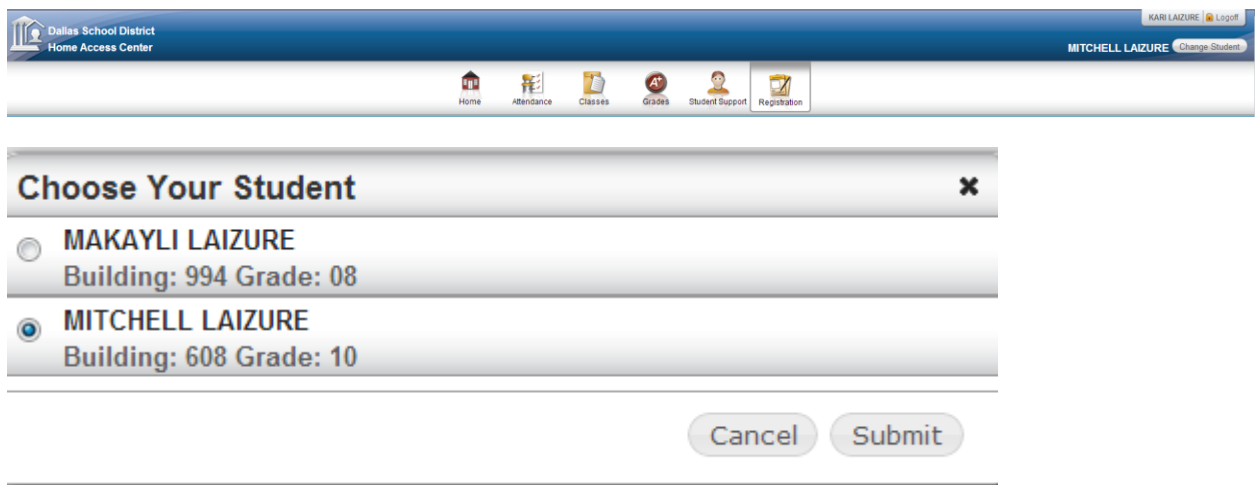 KARI LAIZURE Logoff
Dallas School District
Home Access Center
MITCHELL LAIZURE Change Student
Home Attendance Classes Grades Student Support Registration
Choose Your Student
MAKAYLI LAIZURE
Building: 994 Grade: 08
MITCHELL LAIZURE
Building: 608 Grade: 10
Cancel Submit